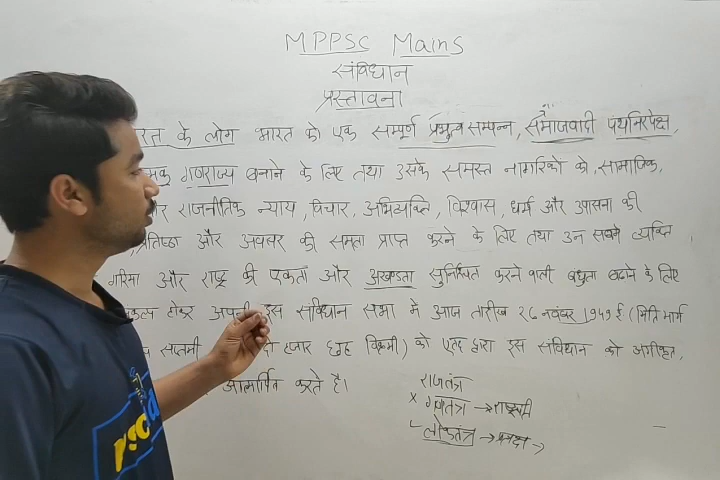 MPPSC Mains
संविधान
प्रस्तावना
रत के लोग भारत को एक सम्पूर्ण प्रभुत्व सम्पन्न, समाजवादी पंथनिरपेक्ष,
गणराज्य बनाने के लिए तथा उसके समस्त नागरिकों को, सामाजिक,
राजनीतिक न्याय, विचार, अभिव्यक्ति, विश्वास, धर्म और उपासना की
प्रतिष्ठा और अवसर की समता प्राप्त करने के लिए तथा उन सबमें व्यक्ति
गरिमा और राष्ट्र की एकता और अखण्डता सुनिश्चित करने वाली बंधुता बढाने के लिए
होकर अपनी इस संविधान सभा में आज तारीख 26 नवंबर 1949 ई (मिति मार्ग
सप्तमी हजार छह विक्रमी) को एतद द्वारा इस संविधान को अंगीकृत,
आत्मार्पित करते है।
राजतंत्र
x गणतंत्र → राष्ट्रपति
लोकतंत्र →